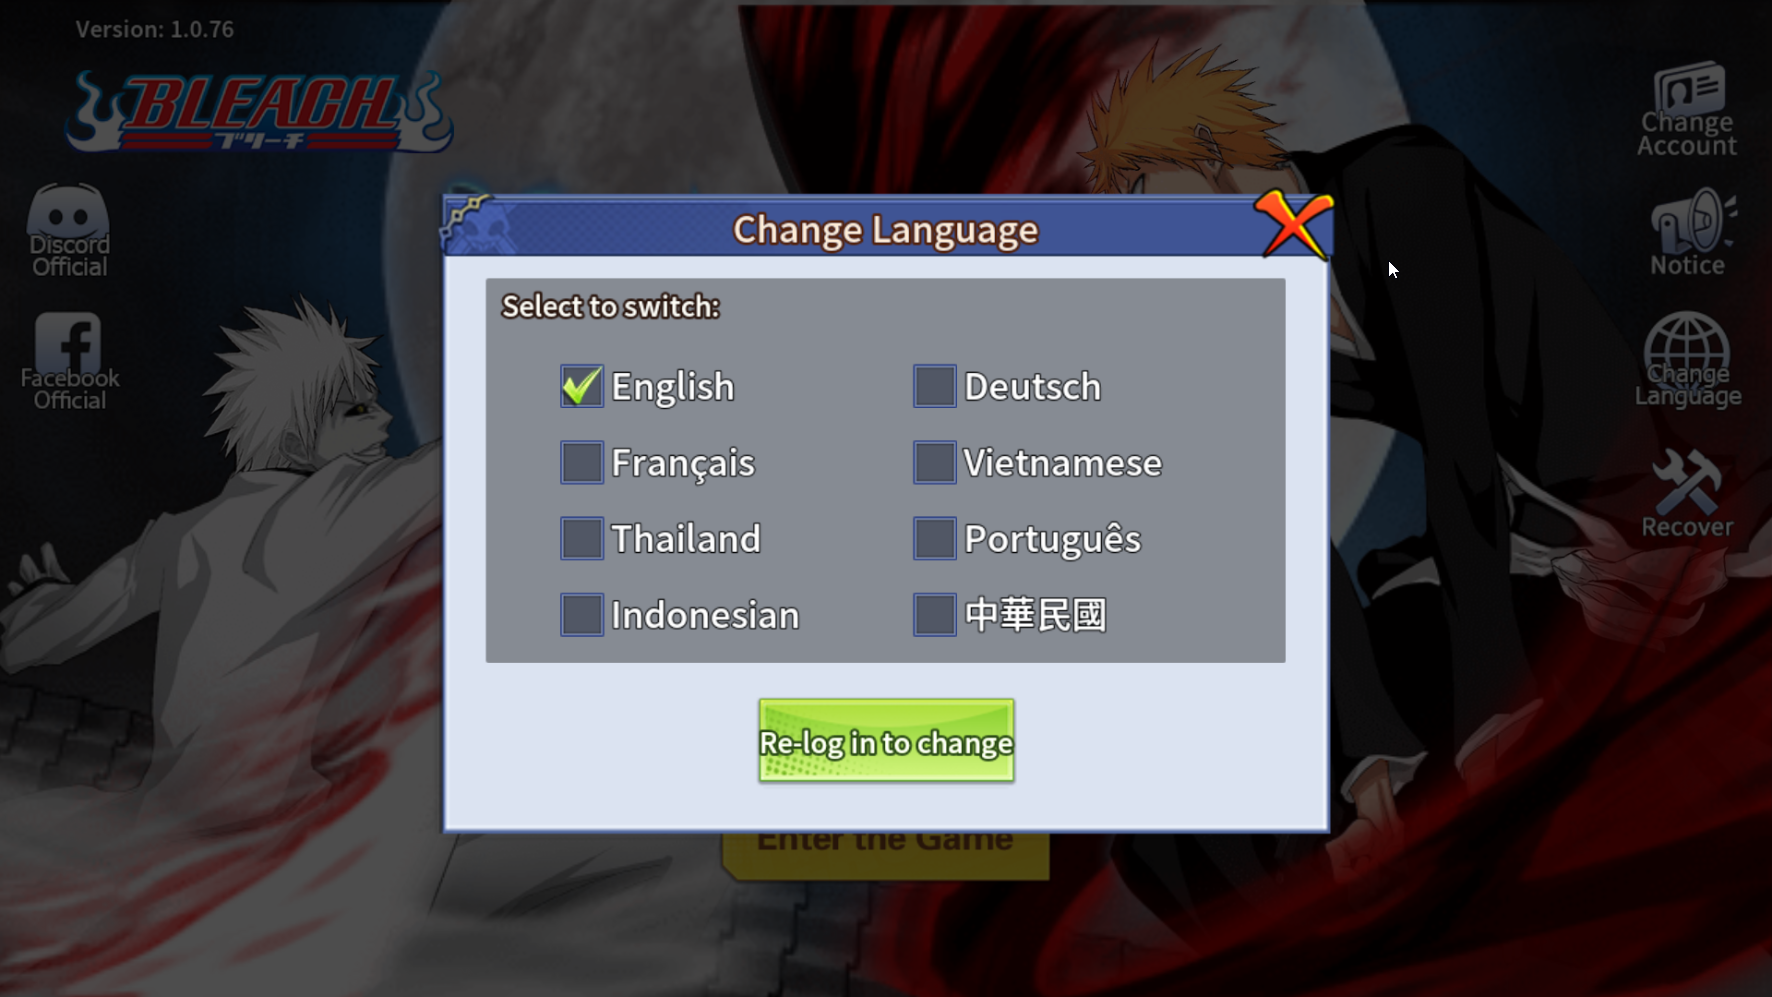 Version: 1.0.76
BLEACH
ブリーチ
Discord
Official
Facebook
Official
Change
Account
Notice
Change
Language
Recover
Change Language
Select to switch:
English
Deutsch
Français
Vietnamese
Thailand
Português
Indonesian
中華民國
Re-log in to change
Enter the Game